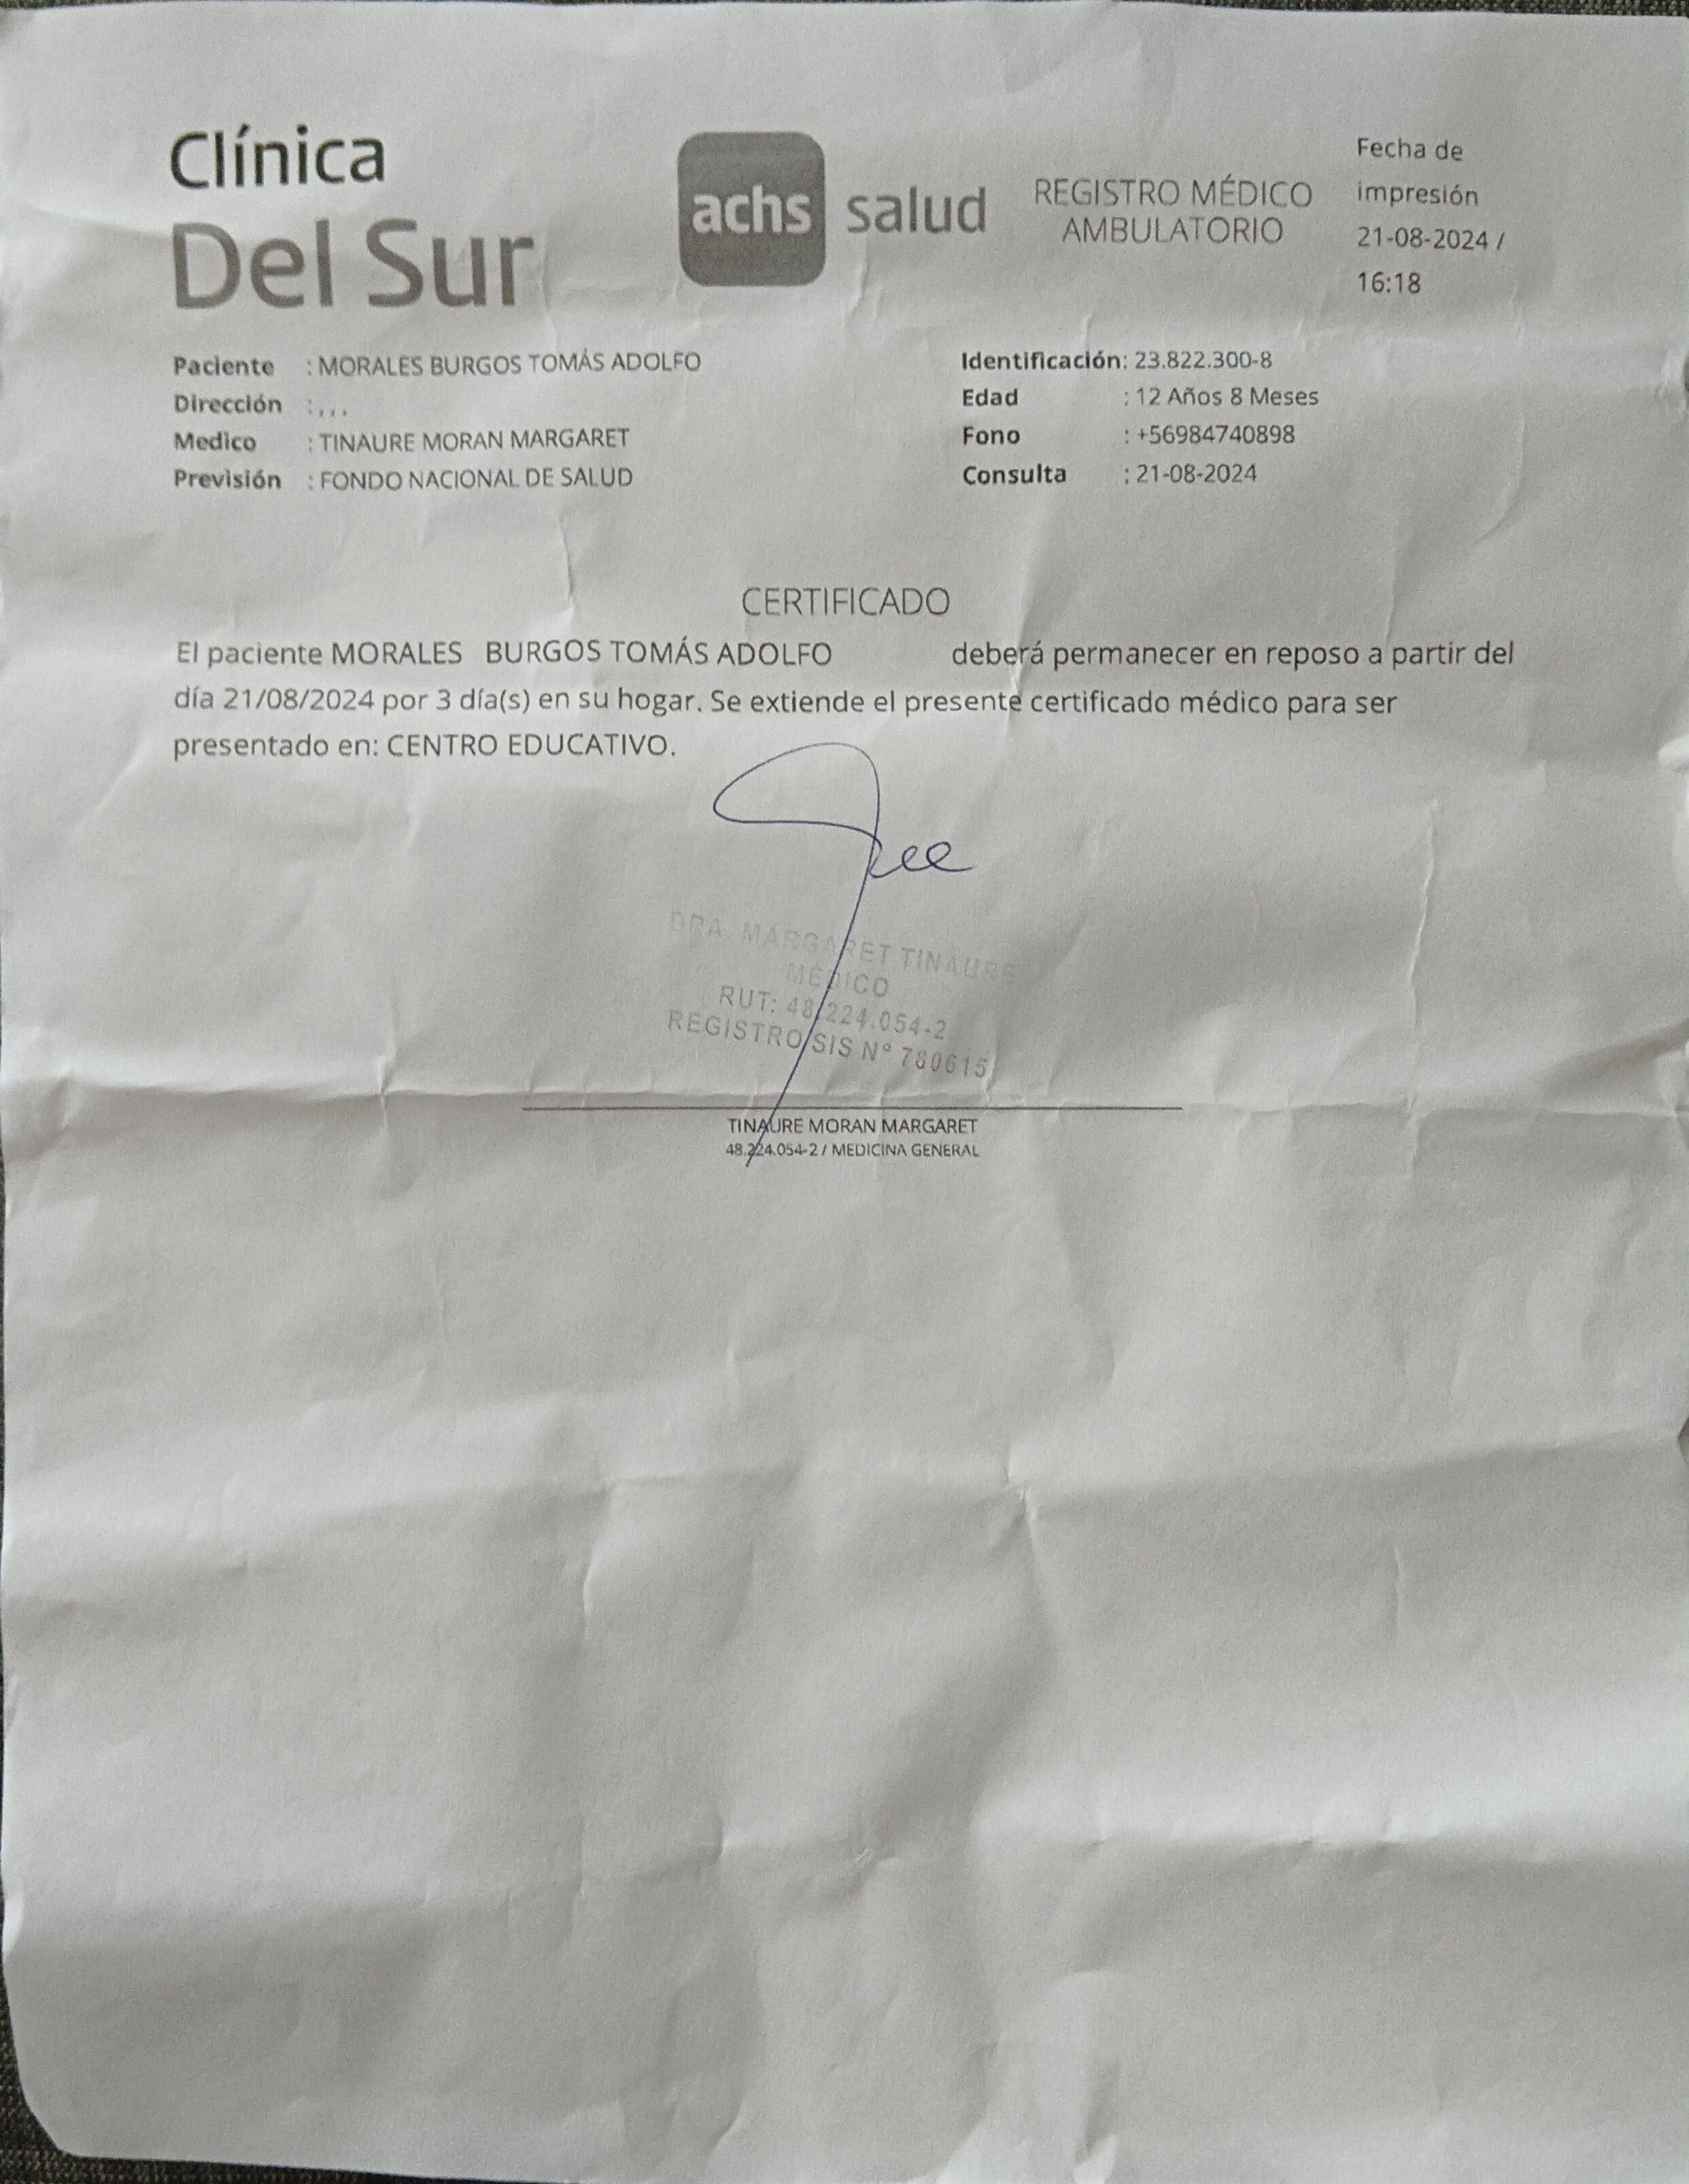 Clínica
Del Sur
achs salud
REGISTRO MÉDICO
AMBULATORIO
Fecha de
impresión
21-08-2024 /
16:18
Paciente : MORALES BURGOS TOMÁS ADOLFO
Dirección : , , ,
Medico : TINAURE MORAN MARGARET
Previsión : FONDO NACIONAL DE SALUD
Identificación: 23.822.300-8
Edad : 12 Años 8 Meses
Fono : +56984740898
Consulta : 21-08-2024
CERTIFICADO
El paciente MORALES BURGOS TOMÁS ADOLFO deberá permanecer en reposo a partir del
día 21/08/2024 por 3 día(s) en su hogar. Se extiende el presente certificado médico para ser
presentado en: CENTRO EDUCATIVO.
DRA. MARGARET TINAURE
MÉDICO
RUT: 48.224.054-2
REGISTRO SIS N° 780615
TINAURE MORAN MARGARET
48.224.054-2 / MEDICINA GENERAL